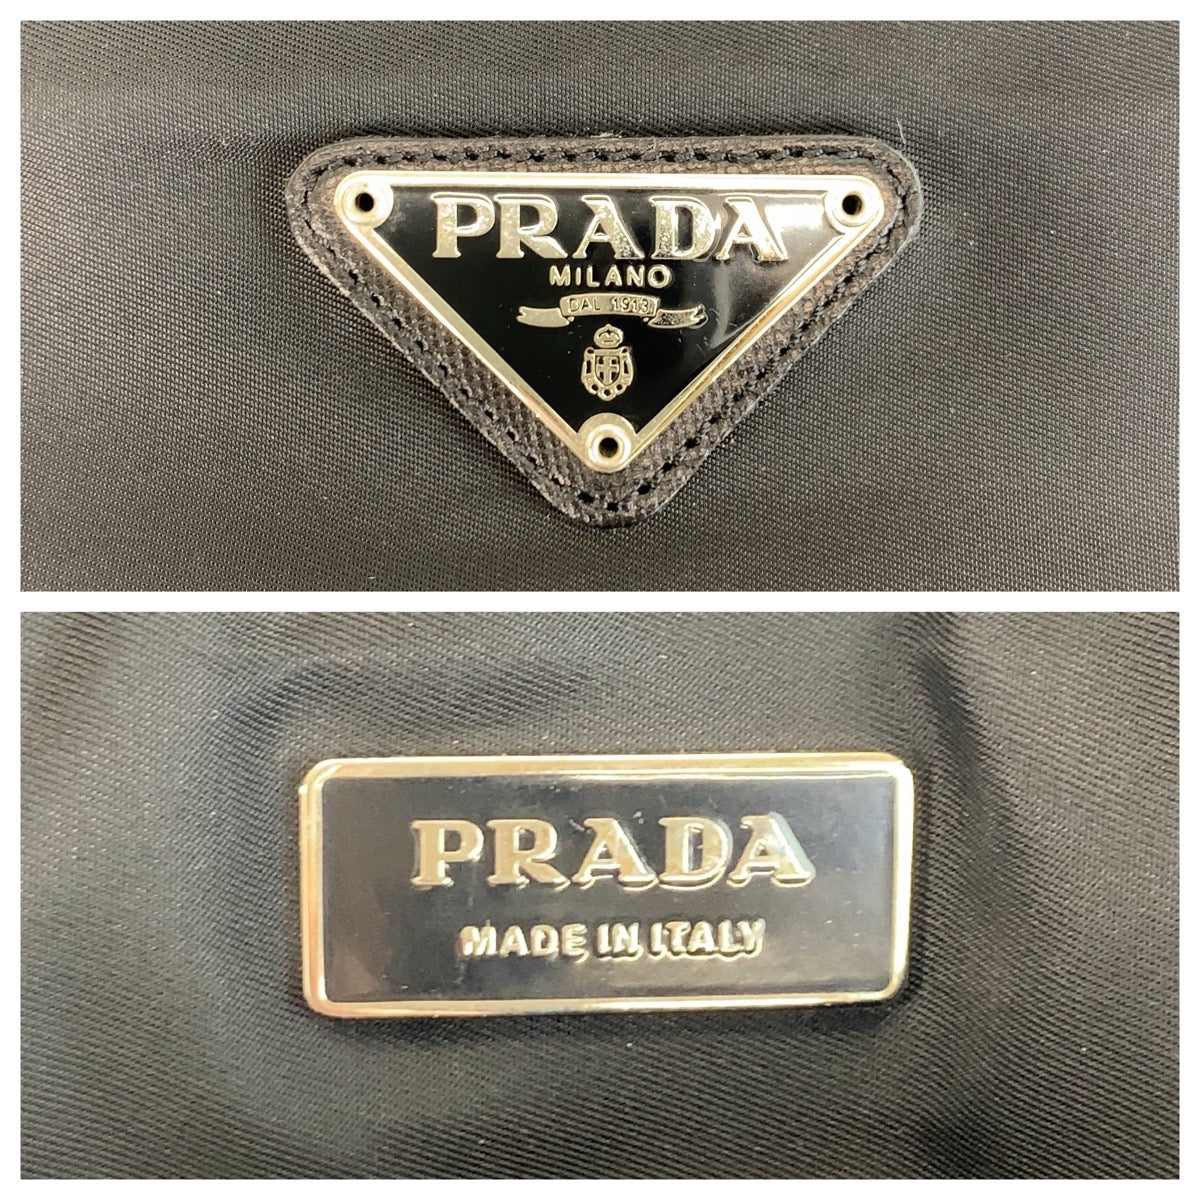 PRADA
MILANO
DAL 1913
PRADA
MADE IN ITALY